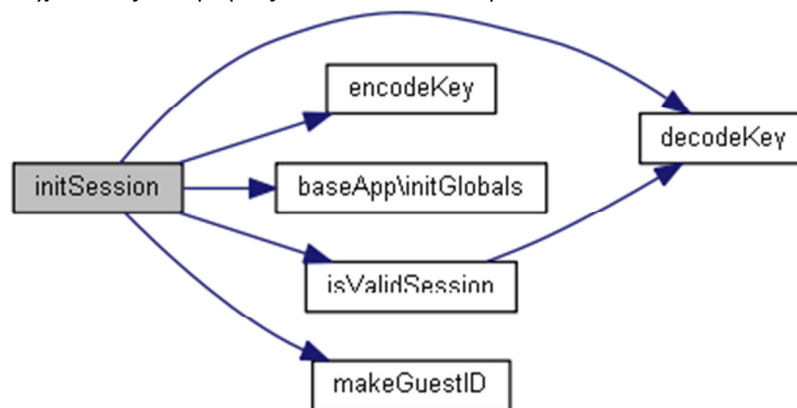 encodeKey
decodeKey
initSession
baseApp\initGlobals
isValidSession
makeGuestID